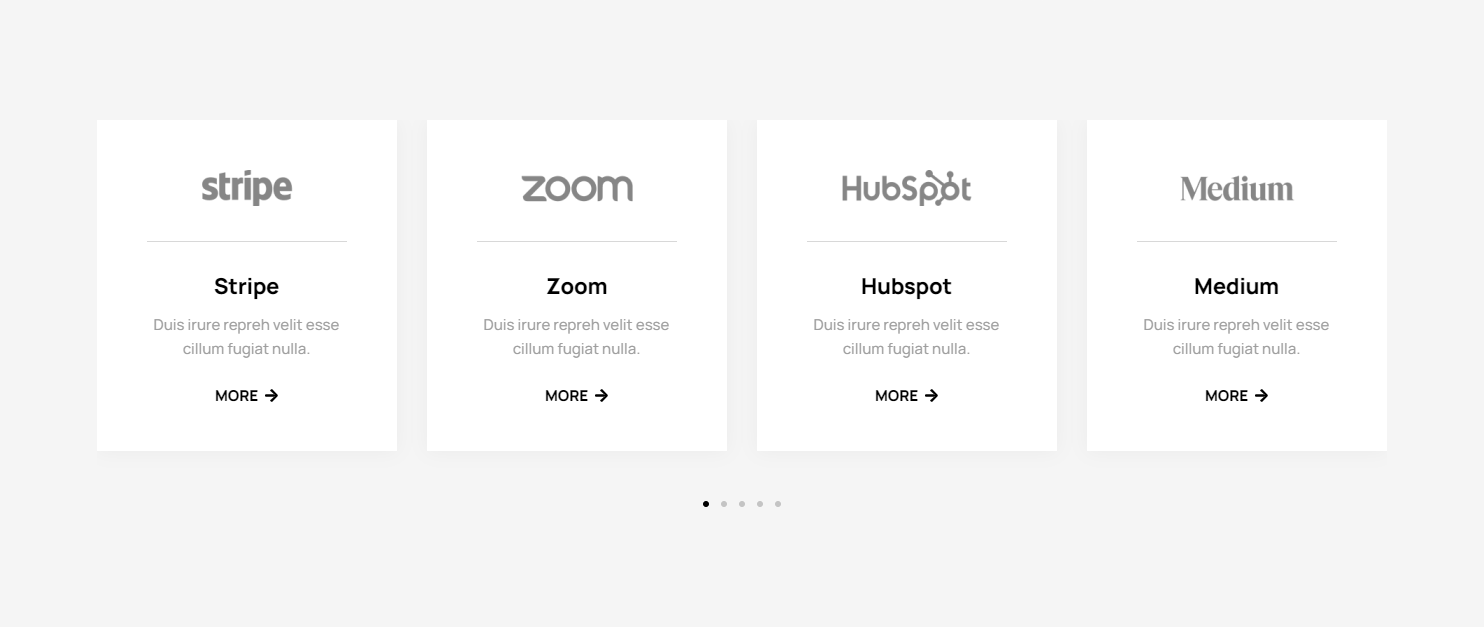 stripe
zoom
HubSpot
Medium
Stripe
Zoom
Hubspot
Medium
Duis irure repreh velit esse
cillum fugiat nulla.
Duis irure repreh velit esse
cillum fugiat nulla.
Duis irure repreh velit esse
cillum fugiat nulla.
Duis irure repreh velit esse
cillum fugiat nulla.
MORE
MORE
MORE
MORE